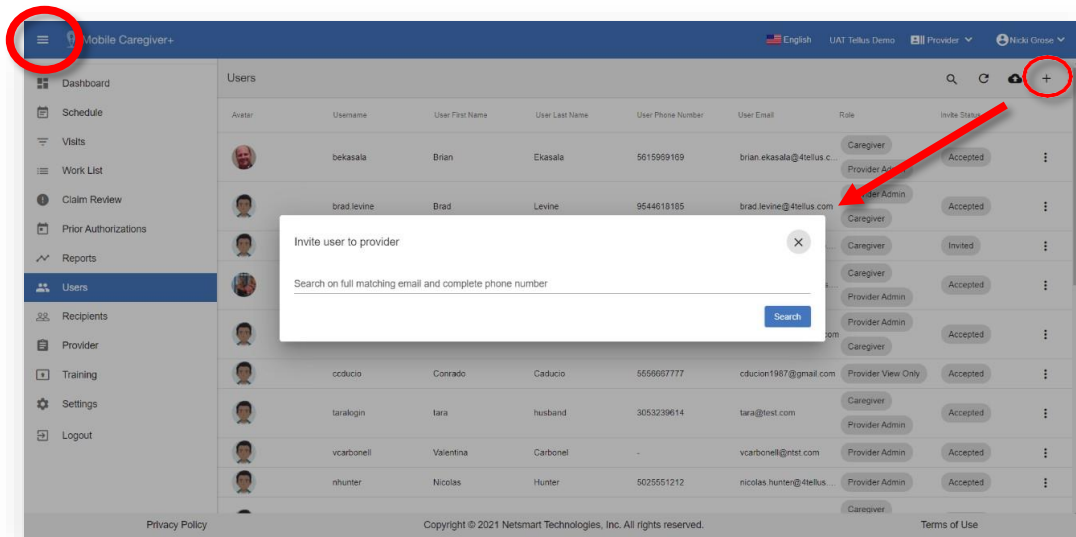 Mobile Caregiver+ English UAT Tellus Demo Provider Nicki Grose
Dashboard
Schedule
Visits
Work List
Claim Review
Prior Authorizations
Reports
Users
Recipients
Provider
Training
Settings
Logout
Users
Avatar Username User First Name User Last Name User Phone Number User Email Role Invite Status
bekasala Brian Ekasala 5615969169 brian.ekasala@4tellus.c... Caregiver Provider Admin Accepted
brad.levine Brad Levine 9544618185 brad.levine@4tellus.com Provider Admin Caregiver Accepted
Caregiver Invited
Caregiver Provider Admin Accepted
Provider Admin Caregiver Accepted
Invite user to provider
Search on full matching email and complete phone number
Search
ccducio Conrado Caducio 5556667777 cducion1987@gmail.com Provider View Only Accepted
taralogin tara husband 3053239614 tara@test.com Caregiver Provider Admin Accepted
vcarbonell Valentina Carbonel - vcarbonell@ntst.com Provider Admin Accepted
nhunter Nicolas Hunter 5025551212 nicolas.hunter@4tellus... Provider Admin Accepted
Caregiver
Privacy Policy Copyright © 2021 Netsmart Technologies, Inc. All rights reserved. Terms of Use